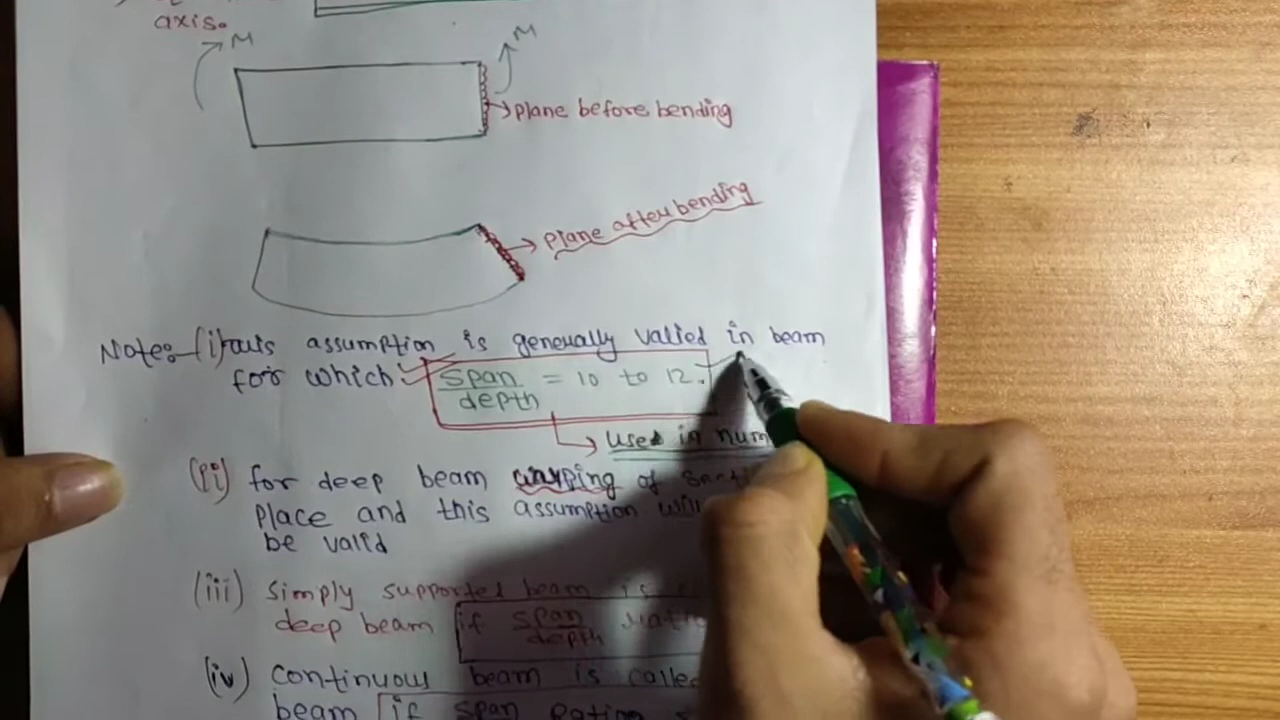 axis.
M
M
plane before bending
plane after bending
Note:- (i) this assumption is generally valied in beam
for which span/depth = 10 to 12.
used in num
(ii) for deep beam warping of secti
place and this assumption will
be valid
(iii) simply supported beam is
deep beam if span/depth ratio
(iv) continuous beam is calle
beam if span ratio